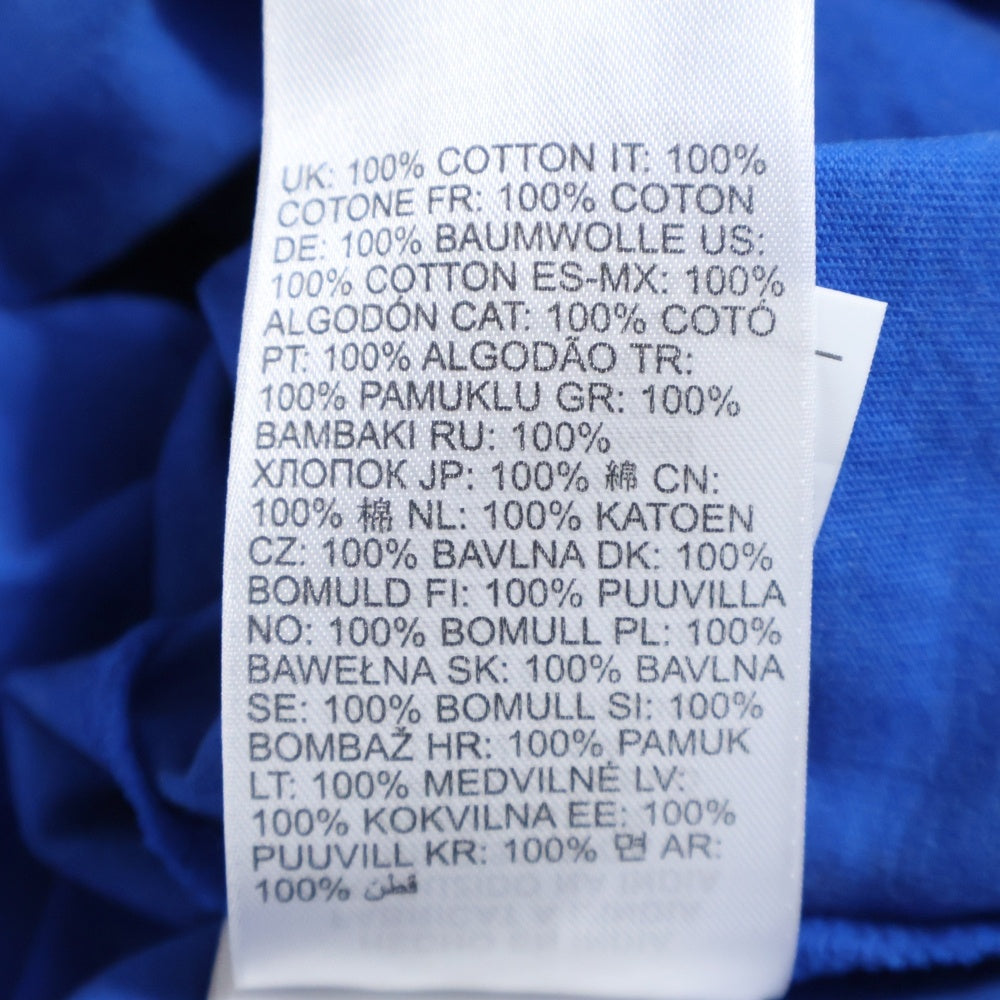 UK: 100% COTTON IT: 100%
COTONE FR: 100% COTON
DE: 100% BAUMWOLLE US:
100% COTTON ES-MX: 100%
ALGODÓN CAT: 100% COTÓ
PT: 100% ALGODÃO TR:
100% PAMUKLU GR: 100%
BAMBAKI RU: 100%
ХЛОПОК JP: 100% 綿 CN:
100% 棉 NL: 100% KATOEN
CZ: 100% BAVLNA DK: 100%
BOMULD FI: 100% PUUVILLA
NO: 100% BOMULL PL: 100%
BAWEŁNA SK: 100% BAVLNA
SE: 100% BOMULL SI: 100%
BOMBAŽ HR: 100% PAMUK
LT: 100% MEDVILNĖ LV:
100% KOKVILNA EE: 100%
PUUVILL KR: 100% 면 AR:
100% قطن